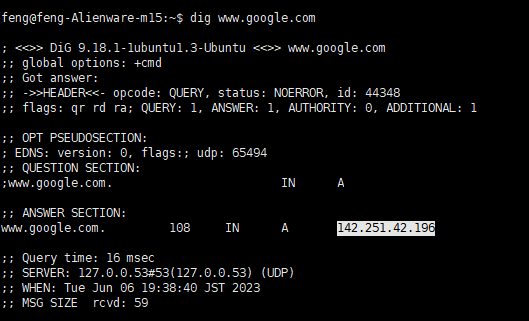 feng@feng-Alienware-m15:~$ dig www.google.com
; <<>> DiG 9.18.1-1ubuntu1.3-Ubuntu <<>> www.google.com
;; global options: +cmd
;; Got answer:
;; ->>HEADER<<- opcode: QUERY, status: NOERROR, id: 44348
;; flags: qr rd ra; QUERY: 1, ANSWER: 1, AUTHORITY: 0, ADDITIONAL: 1
;; OPT PSEUDOSECTION:
; EDNS: version: 0, flags:; udp: 65494
;; QUESTION SECTION:
;www.google.com. IN A
;; ANSWER SECTION:
www.google.com. 108 IN A 142.251.42.196
;; Query time: 16 msec
;; SERVER: 127.0.0.53#53(127.0.0.53) (UDP)
;; WHEN: Tue Jun 06 19:38:40 JST 2023
;; MSG SIZE rcvd: 59